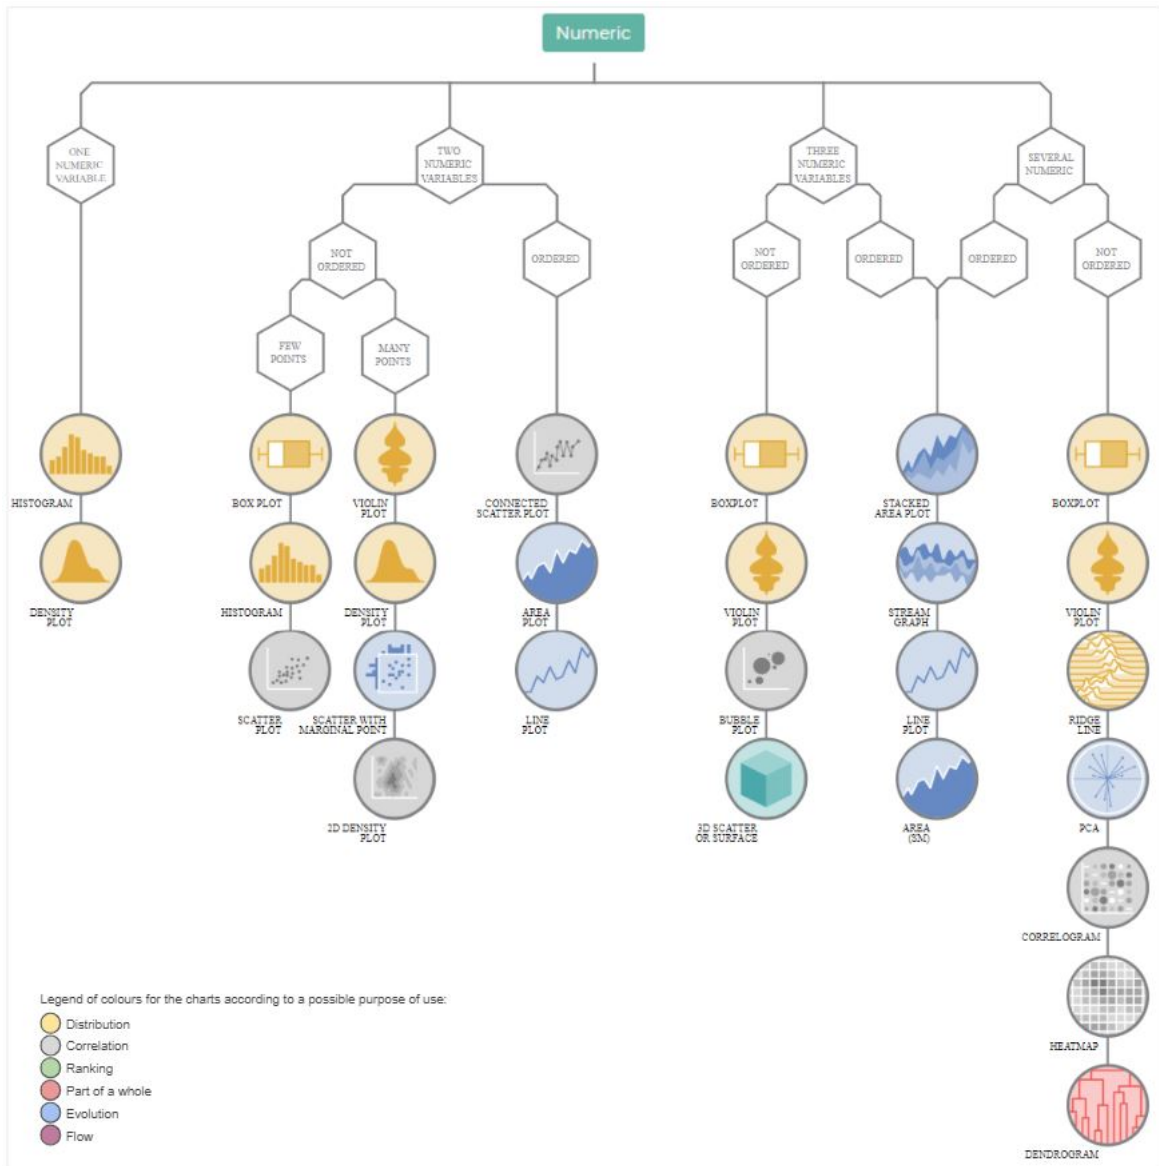 Numeric
ONE
NUMERIC
VARIABLE
TWO
NUMERIC
VARIABLES
THREE
NUMERIC
VARIABLES
SEVERAL
NUMERIC
NOT
ORDERED
ORDERED
NOT
ORDERED
ORDERED
ORDERED
NOT
ORDERED
FEW
POINTS
MANY
POINTS
HISTOGRAM
BOX PLOT
VIOLIN
PLOT
CONNECTED
SCATTER PLOT
BOXPLOT
STACKED
AREA PLOT
BOXPLOT
DENSITY
PLOT
HISTOGRAM
DENSITY
PLOT
AREA
PLOT
VIOLIN
PLOT
STREAM
GRAPH
VIOLIN
PLOT
SCATTER
PLOT
SCATTER WITH
MARGINAL POINT
LINE
PLOT
BUBBLE
PLOT
LINE
PLOT
RIDGE
LINE
2D DENSITY
PLOT
3D SCATTER
OR SURFACE
AREA
(SM)
PCA
CORRELOGRAM
HEATMAP
DENDROGRAM
Legend of colours for the charts according to a possible purpose of use:
Distribution
Correlation
Ranking
Part of a whole
Evolution
Flow